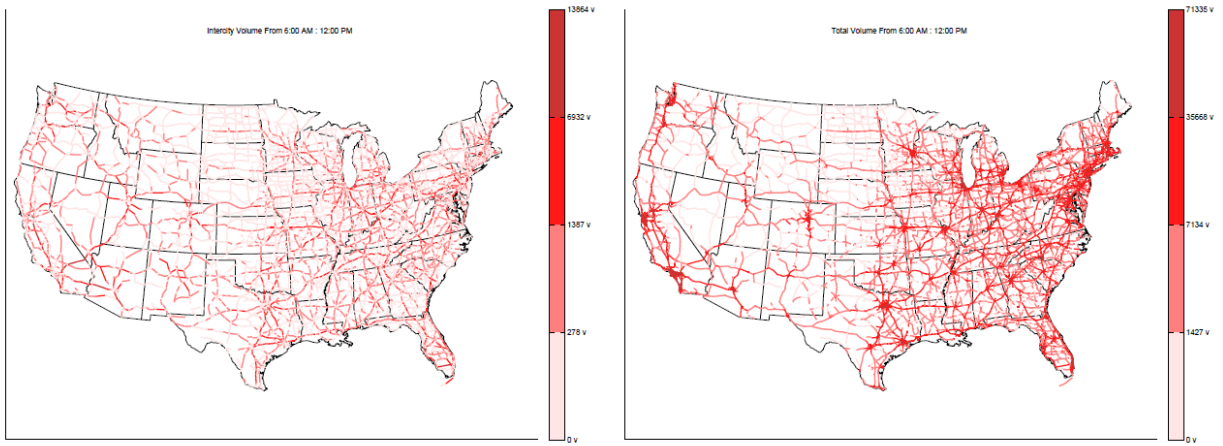 Intercity Volume From 6:00 AM : 12:00 PM
13864 v
6932 v
1387 v
278 v
0 v
Total Volume From 6:00 AM : 12:00 PM
71335 v
35668 v
7134 v
1427 v
0 v